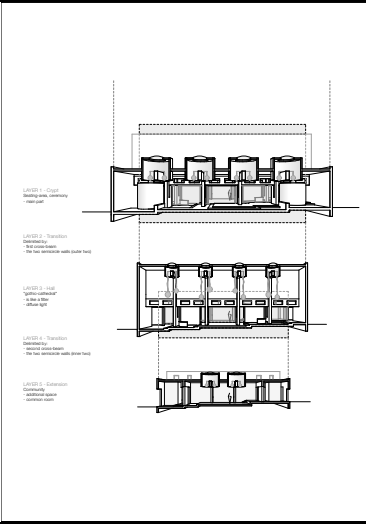 LAYER 1 - Crypt
Seating area, ceremony
- main part
LAYER 2 - Transition
Delimited by:
- first cross beam
- the two semicircle walls (outer two)
LAYER 3 - Hall
"gothic cathedral"
- is like a filter
- diffuse light
LAYER 4 - Transition
Delimited by:
- second cross beam
- the two semicircle walls (inner two)
LAYER 5 - Extension
Community
- additional space
- common room